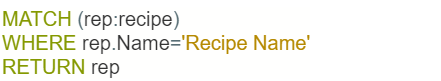 MATCH (rep:recipe)
WHERE rep.Name='Recipe Name'
RETURN rep